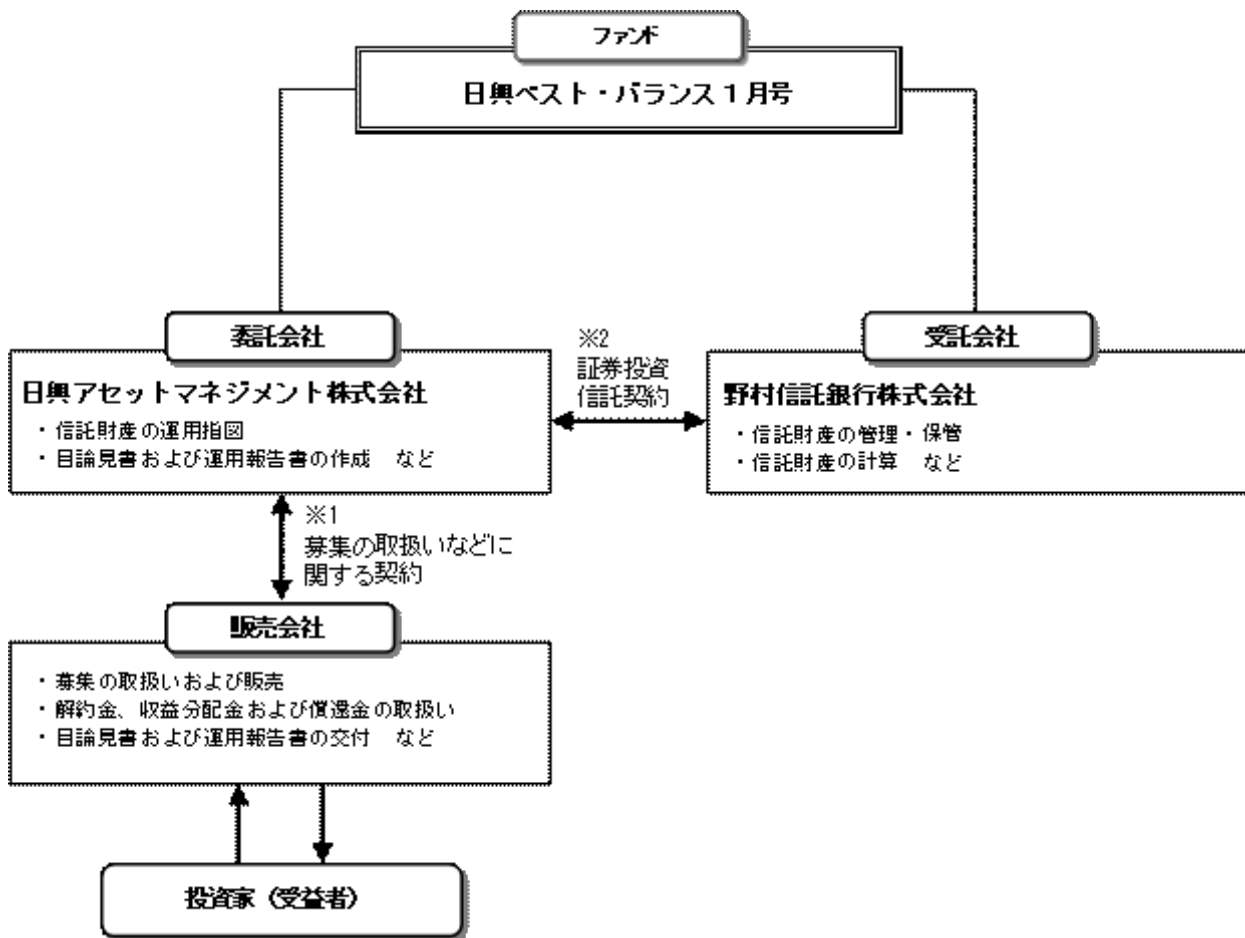 ファンド
日興ベスト・バランス1月号
委託会社
日興アセットマネジメント株式会社
・信託財産の運用指図
・目論見書および運用報告書の作成　など
※2
証券投資
信託契約
受託会社
野村信託銀行株式会社
・信託財産の管理・保管
・信託財産の計算　など
※1
募集の取扱いなどに
関する契約
販売会社
・募集の取扱いおよび販売
・解約金、収益分配金および償還金の取扱い
・目論見書および運用報告書の交付　など
投資家（受益者）